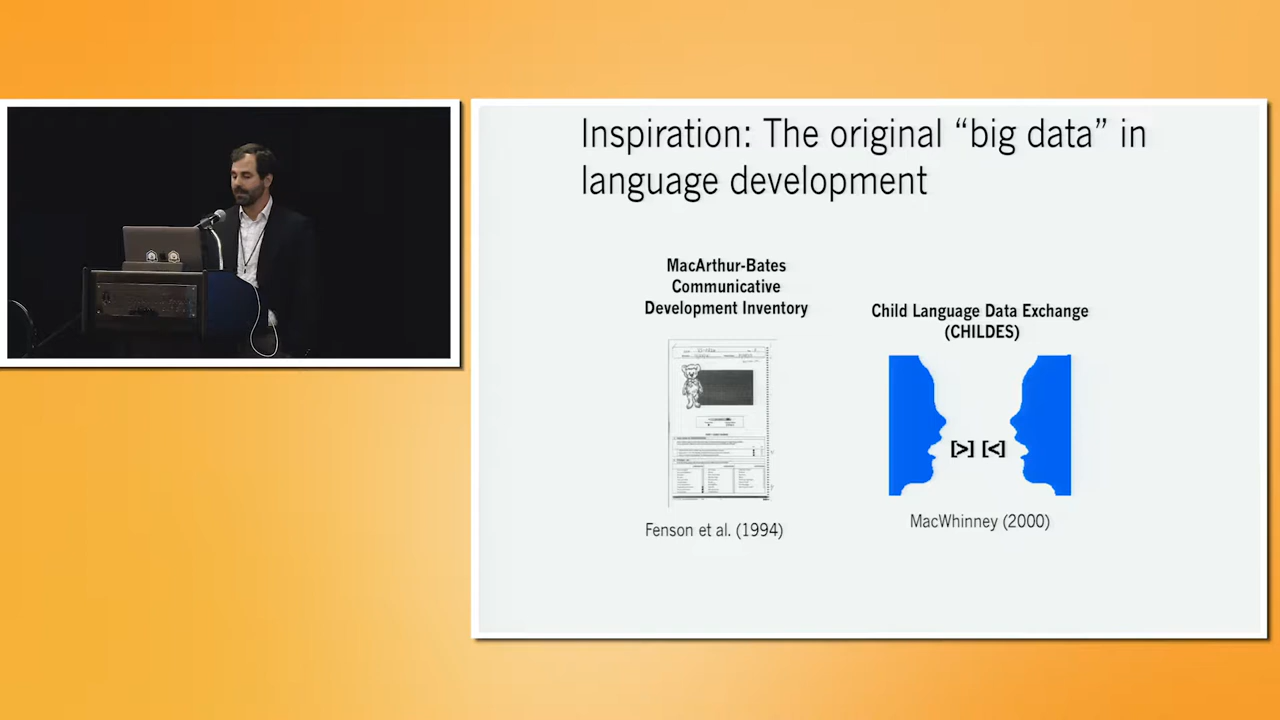 Inspiration: The original “big data” in
language development
MacArthur-Bates
Communicative
Development Inventory
Child Language Data Exchange
(CHILDES)
[>] [<]
Fenson et al. (1994)
MacWhinney (2000)